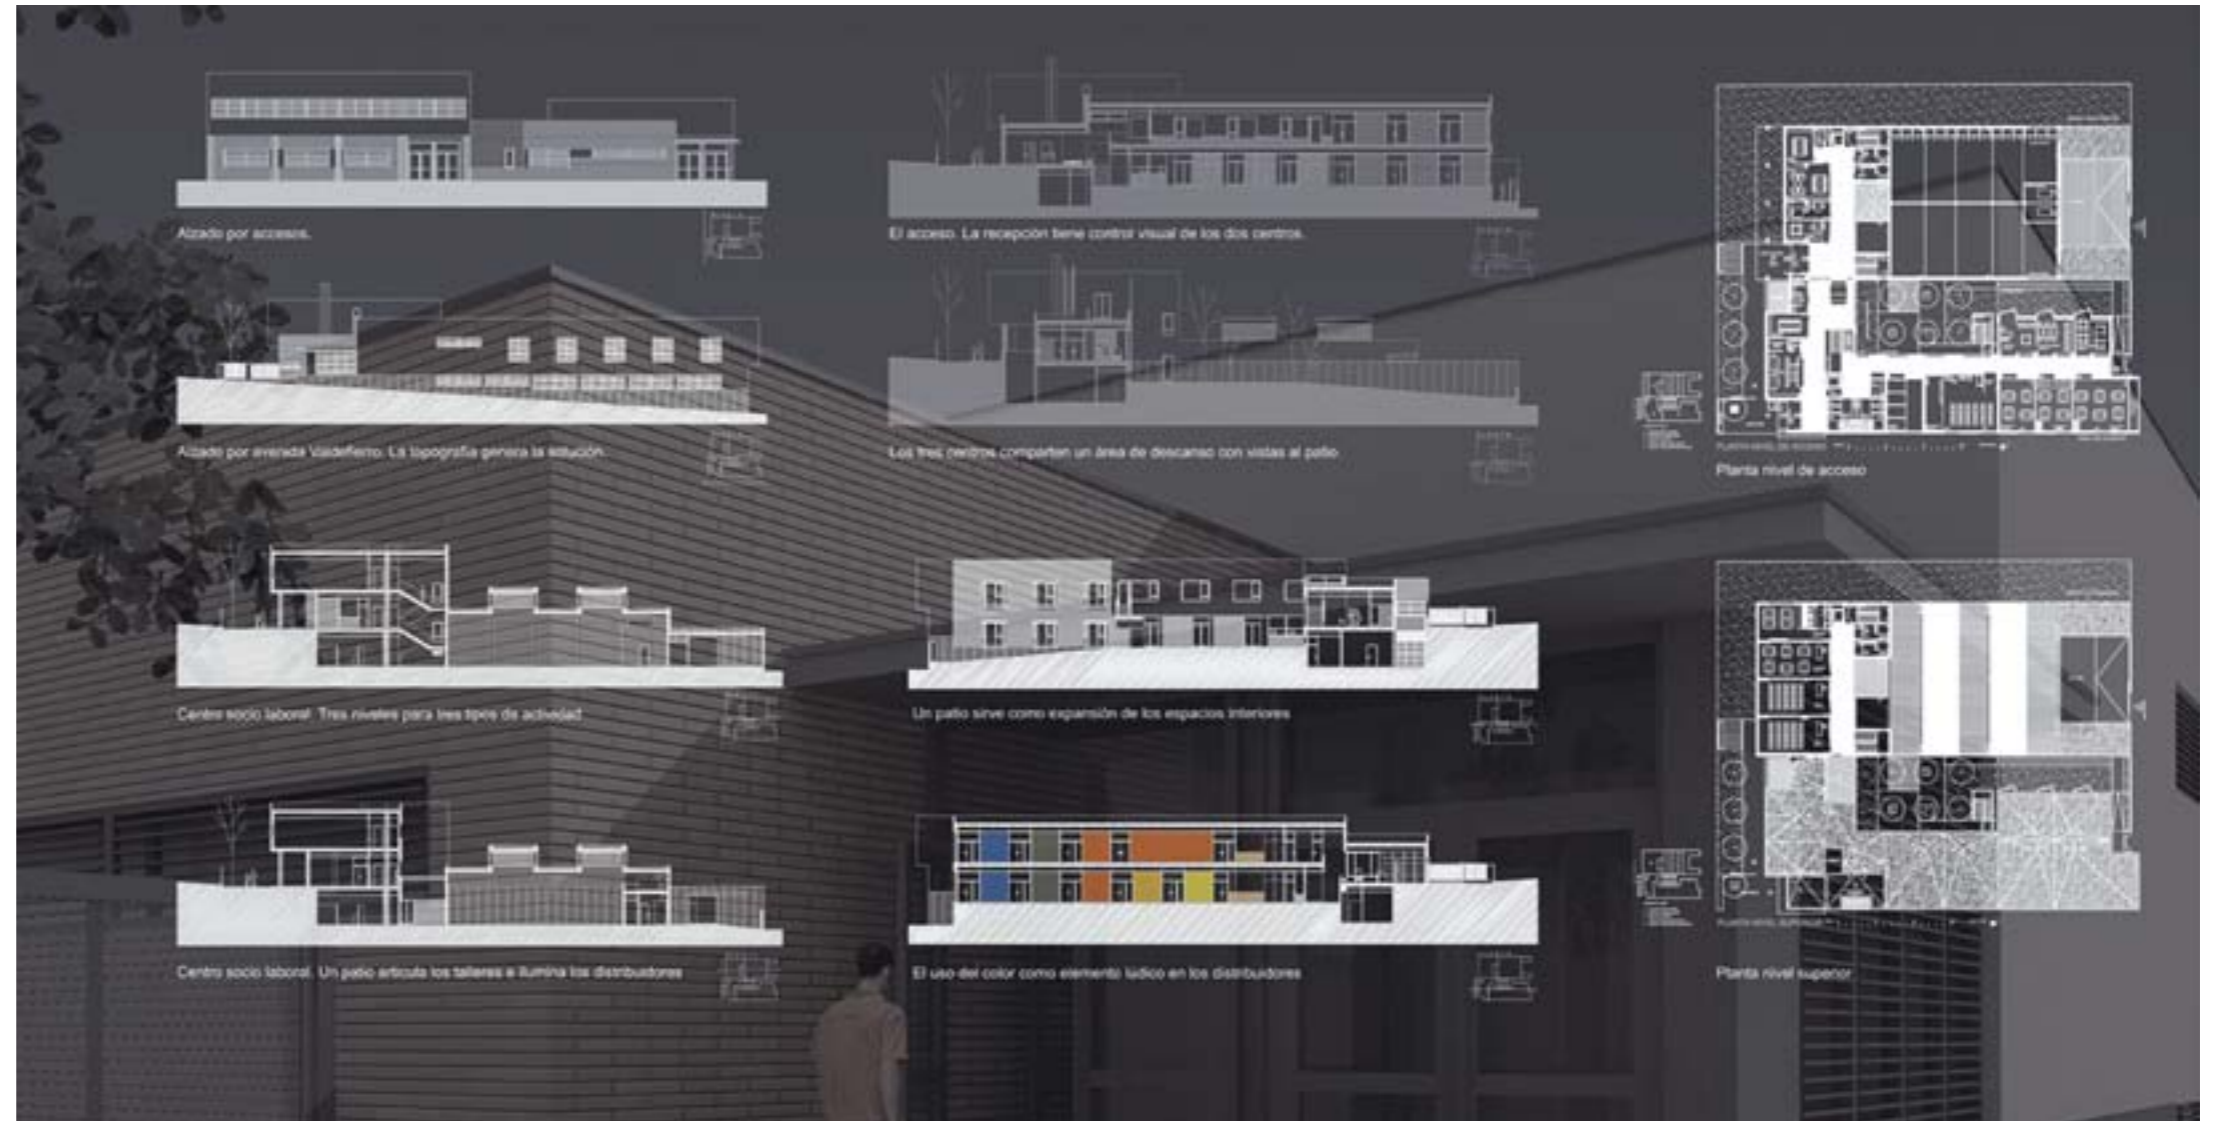 Alzado por accesos.
El acceso. La recepción tiene control visual de los dos centros.
Alzado por avenida Valdefierro. La topografía genera la solución.
Los tres centros comparten un área de descanso con vistas al patio
Planta nivel de acceso
Centro socio laboral. Tres niveles para tres tipos de actividad
Un patio sirve como expansión de los espacios interiores
Centro socio laboral. Un patio articula los talleres e ilumina los distribuidores
El uso del color como elemento lúdico en los distribuidores
Planta nivel superior